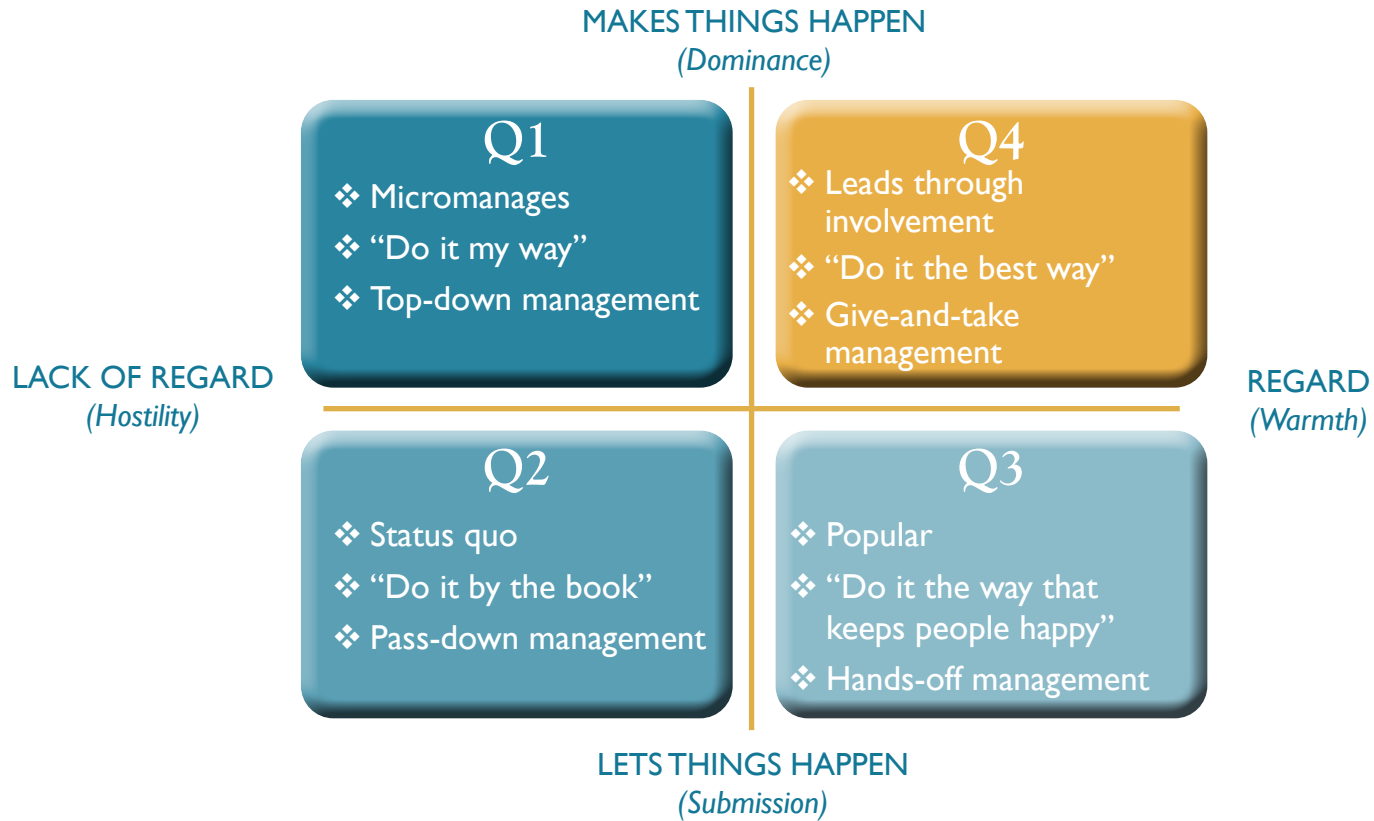 MAKES THINGS HAPPEN
(Dominance)
Q1
❖ Micromanages
❖ “Do it my way”
❖ Top-down management
Q4
❖ Leads through
involvement
❖ “Do it the best way”
❖ Give-and-take
management
LACK OF REGARD
(Hostility)
REGARD
(Warmth)
Q2
❖ Status quo
❖ “Do it by the book”
❖ Pass-down management
Q3
❖ Popular
❖ “Do it the way that
keeps people happy”
❖ Hands-off management
LETS THINGS HAPPEN
(Submission)